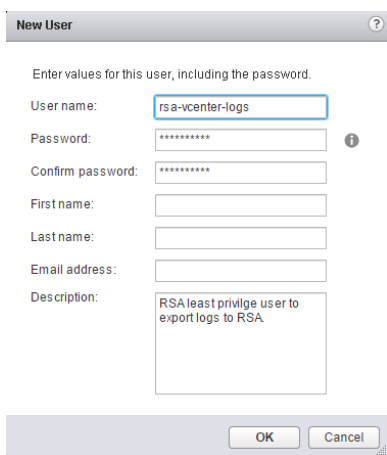 New User
?
Enter values for this user, including the password.
User name: rsa-vcenter-logs
Password: **********
i
Confirm password: **********
First name:
Last name:
Email address:
Description: RSA least privilge user to
export logs to RSA.
OK Cancel